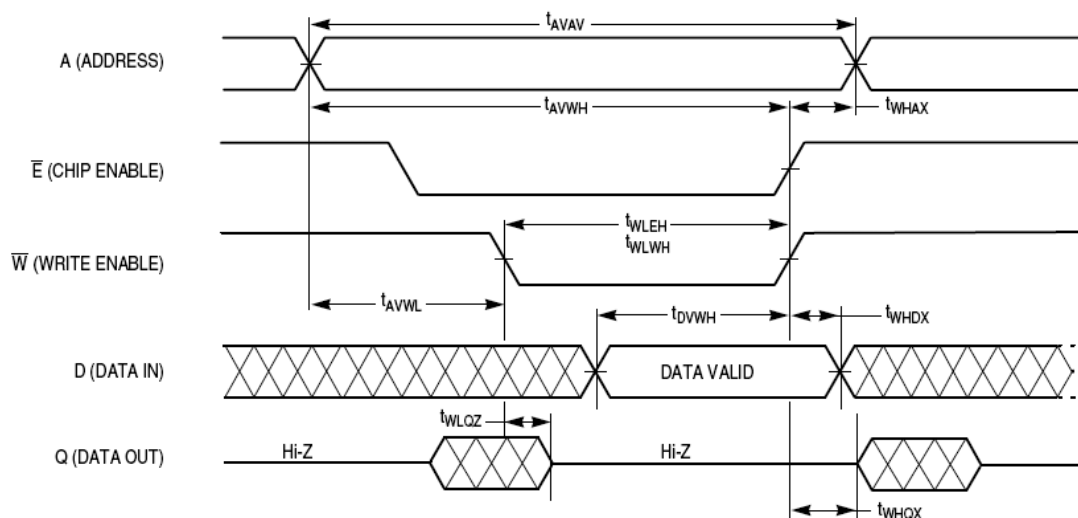 tAVAV
A (ADDRESS)
tAVWH
tWHAX
E̅ (CHIP ENABLE)
tWLEH
tWLWH
W̅ (WRITE ENABLE)
tAVWL
tDVWH
tWHDX
D (DATA IN)
DATA VALID
tWLQZ
Q (DATA OUT)
Hi-Z
Hi-Z
tWHQX